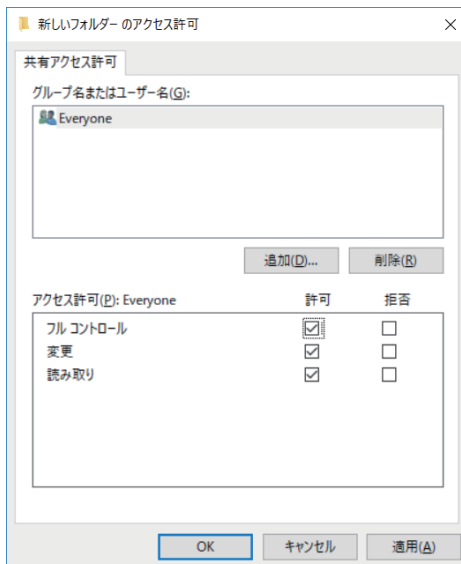 新しいフォルダー のアクセス許可
共有アクセス許可
グループ名またはユーザー名(G):
Everyone
追加(D)...
削除(R)
アクセス許可(P): Everyone 許可 拒否
フル コントロール
変更
読み取り
OK キャンセル 適用(A)